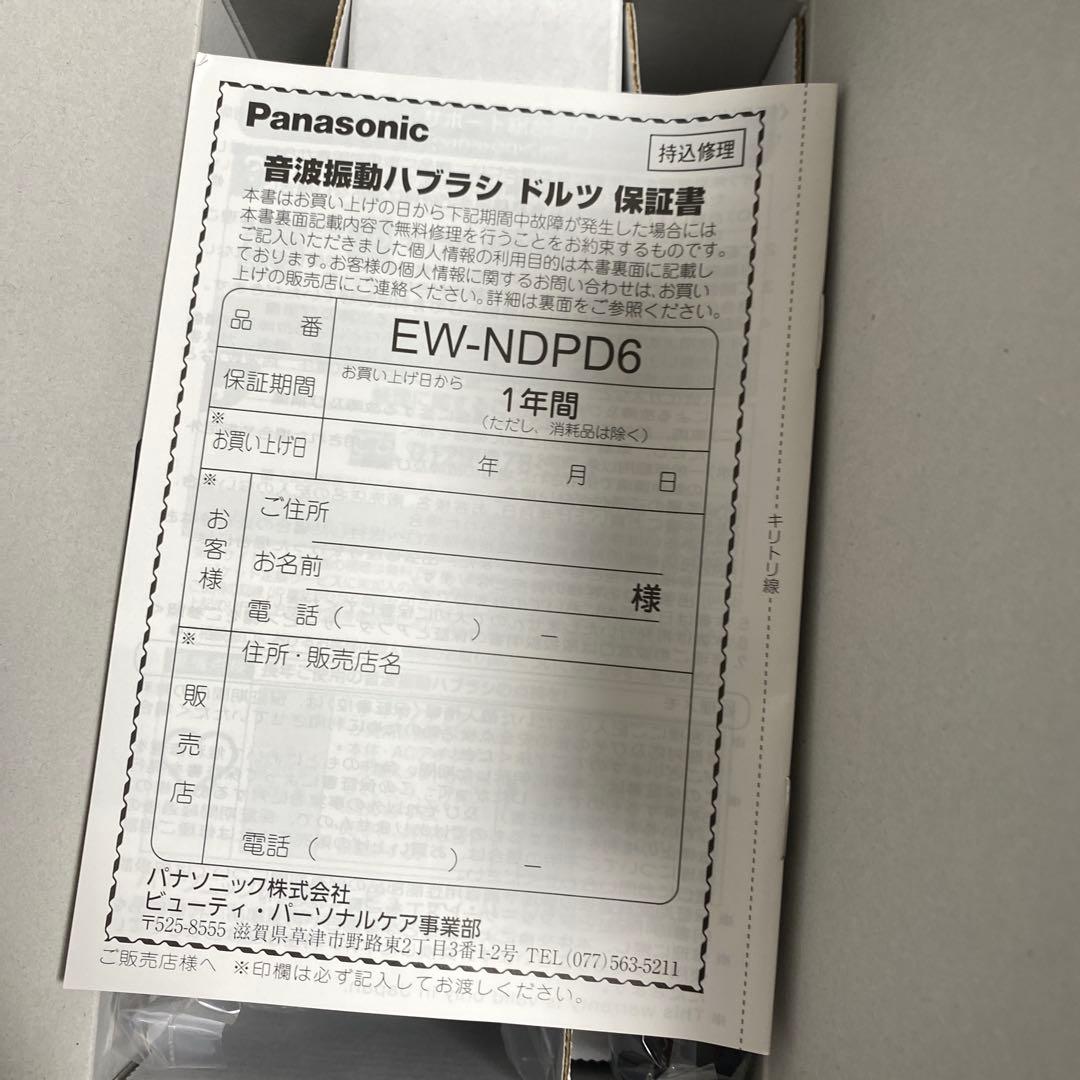 Panasonic
持込修理
音波振動ハブラシ ドルツ 保証書
本書はお買い上げの日から下記期間中故障が発生した場合には
本書裏面記載内容で無料修理を行うことをお約束するものです。
ご記入いただきました個人情報の利用目的は本書裏面に記載し
ております。お客様の個人情報に関するお問い合わせは、お買い
上げの販売店にご連絡ください。詳細は裏面をご参照ください。
品 番 EW-NDPD6
保証期間 お買い上げ日から
1年間
(ただし、消耗品は除く)
※
お買い上げ日 年 月 日
※
お客様
ご住所
お名前 様
電 話 ( ) −
※
販売店
住所・販売店名
電話 ( ) −
パナソニック株式会社
ビューティ・パーソナルケア事業部
〒525-8555 滋賀県草津市野路東2丁目3番1-2号 TEL(077)563-5211
ご販売店様へ ※印欄は必ず記入してお渡しください。
キリトリ線